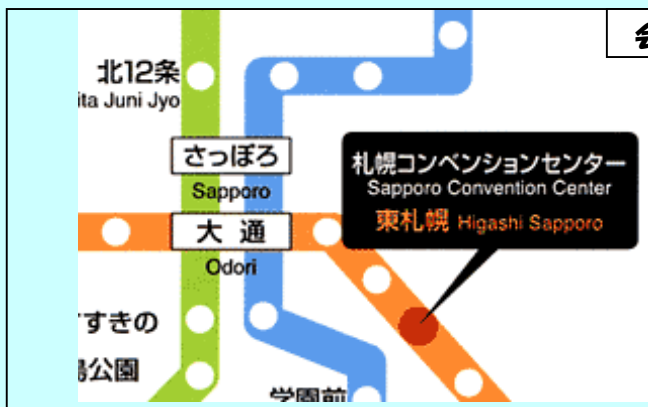 北12条
ita Juni Jyo
さっぽろ
Sapporo
大通
Odori
札幌コンベンションセンター
Sapporo Convention Center
東札幌 Higashi Sapporo
すすきの
公園
学園前